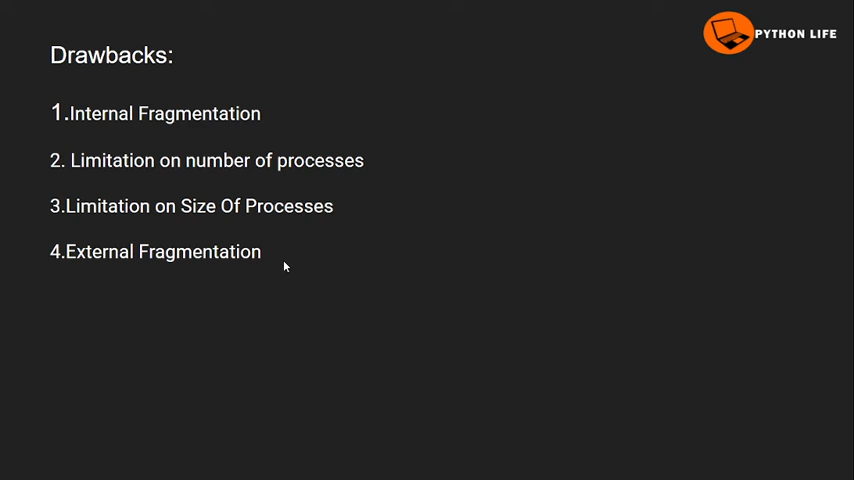 PYTHON LIFE
Drawbacks:
1.Internal Fragmentation
2. Limitation on number of processes
3.Limitation on Size Of Processes
4.External Fragmentation